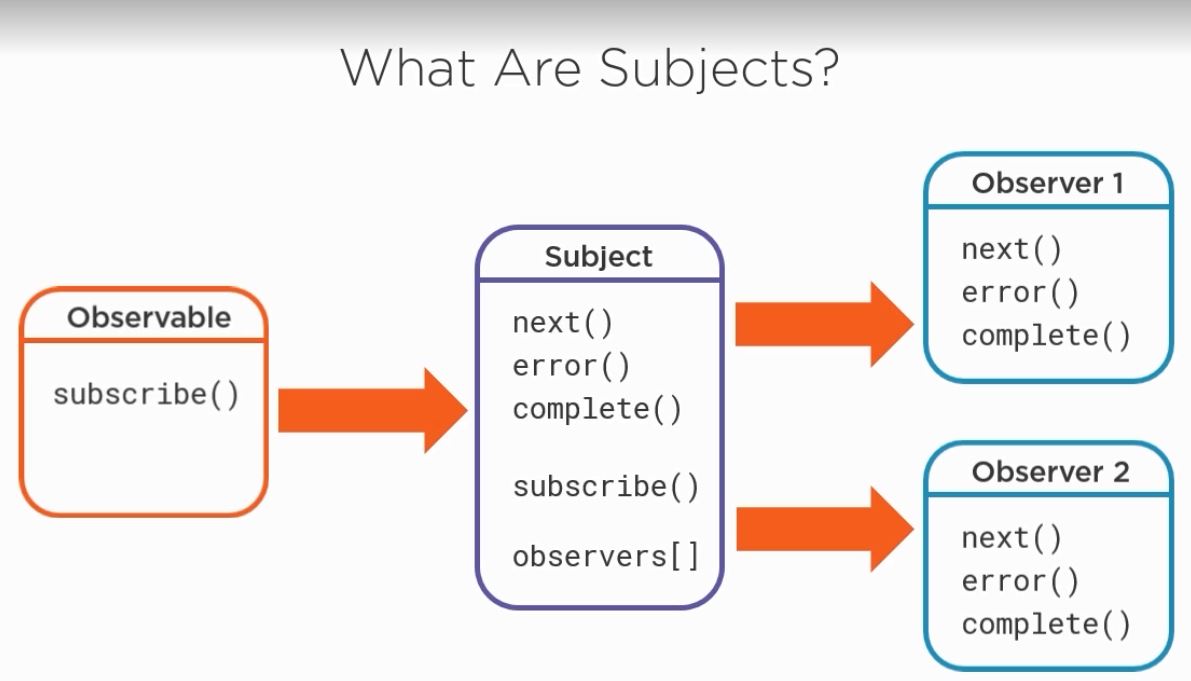 What Are Subjects?
Observable
subscribe()
Subject
next()
error()
complete()
subscribe()
observers[]
Observer 1
next()
error()
complete()
Observer 2
next()
error()
complete()